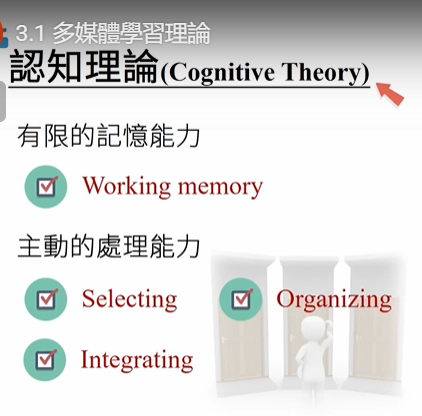 3.1 多媒體學習理論
認知理論(Cognitive Theory)
有限的記憶能力
Working memory
主動的處理能力
Selecting
Organizing
Integrating